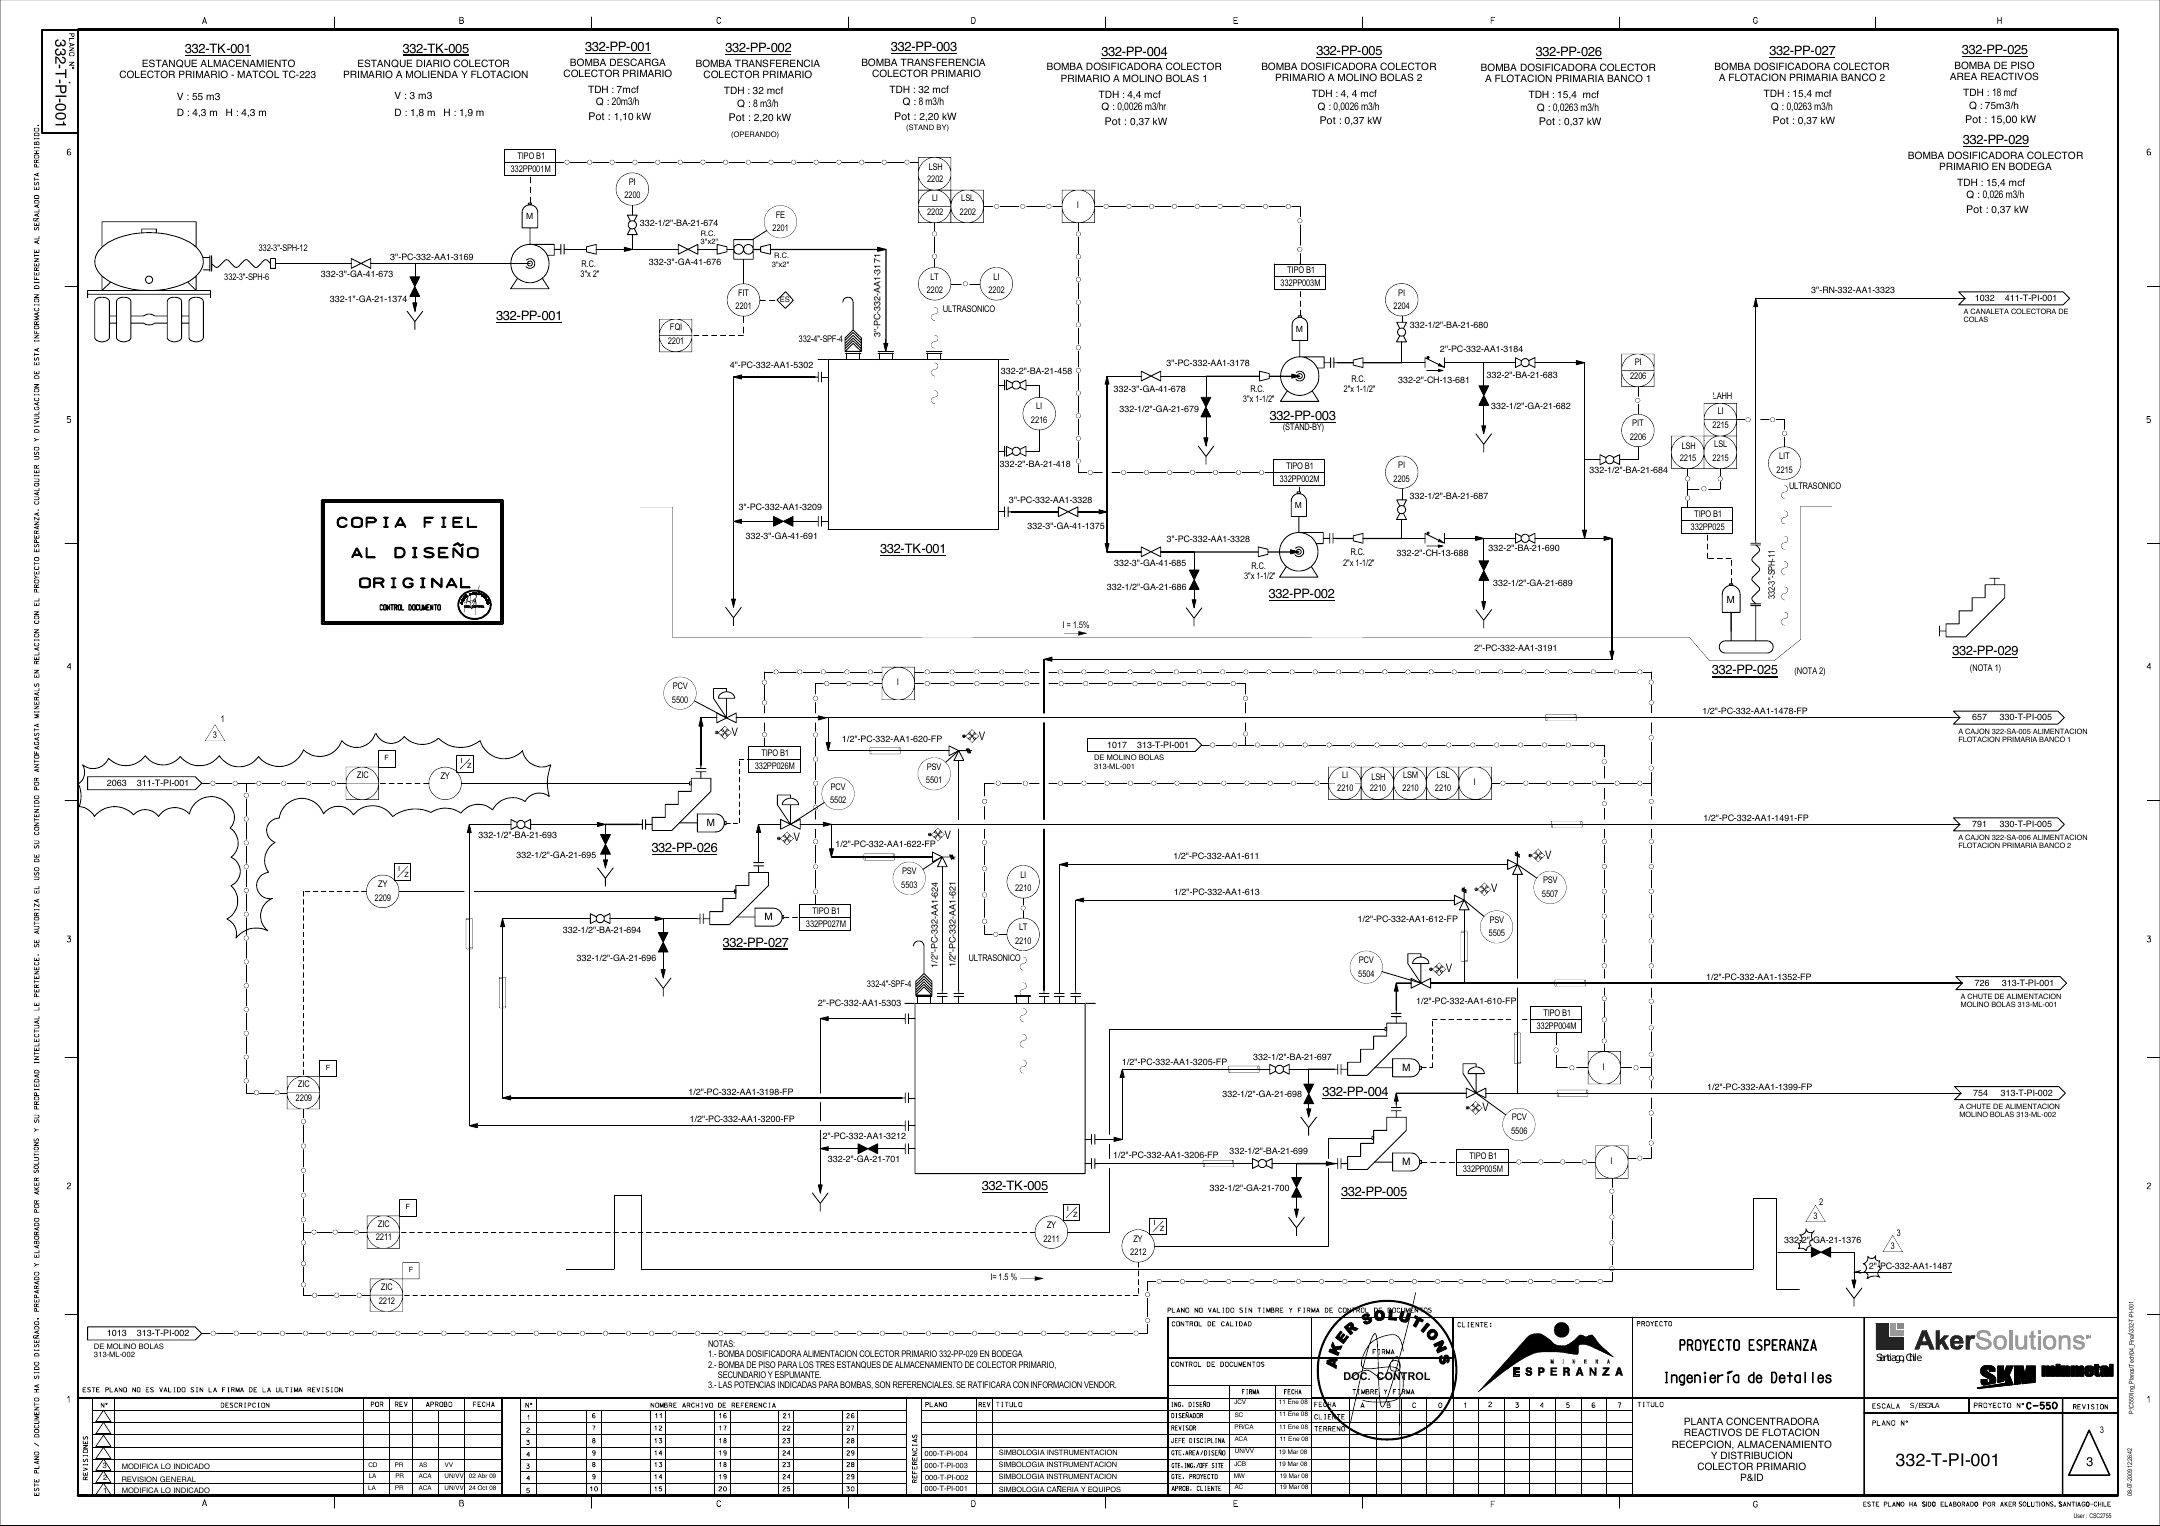 A B C D E F G H
PLANO N°.
332-T-PI-001
332-TK-001
ESTANQUE ALMACENAMIENTO
COLECTOR PRIMARIO - MATCOL TC-223
V : 55 m3
D : 4,3 m H : 4,3 m
332-TK-005
ESTANQUE DIARIO COLECTOR
PRIMARIO A MOLIENDA Y FLOTACION
V : 3 m3
D : 1,8 m H : 1,9 m
332-PP-001
BOMBA DESCARGA
COLECTOR PRIMARIO
TDH : 7mcf
Q : 20m3/h
Pot : 1,10 kW
332-PP-002
BOMBA TRANSFERENCIA
COLECTOR PRIMARIO
TDH : 32 mcf
Q : 8 m3/h
Pot : 2,20 kW
(OPERANDO)
332-PP-003
BOMBA TRANSFERENCIA
COLECTOR PRIMARIO
TDH : 32 mcf
Q : 8 m3/h
Pot : 2,20 kW
(STAND BY)
332-PP-004
BOMBA DOSIFICADORA COLECTOR
PRIMARIO A MOLINO BOLAS 1
TDH : 4,4 mcf
Q : 0,0026 m3/hr
Pot : 0,37 kW
332-PP-005
BOMBA DOSIFICADORA COLECTOR
PRIMARIO A MOLINO BOLAS 2
TDH : 4, 4 mcf
Q : 0,0026 m3/h
Pot : 0,37 kW
332-PP-026
BOMBA DOSIFICADORA COLECTOR
A FLOTACION PRIMARIA BANCO 1
TDH : 15,4 mcf
Q : 0,0263 m3/h
Pot : 0,37 kW
332-PP-027
BOMBA DOSIFICADORA COLECTOR
A FLOTACION PRIMARIA BANCO 2
TDH : 15,4 mcf
Q : 0,0263 m3/h
Pot : 0,37 kW
332-PP-025
BOMBA DE PISO
AREA REACTIVOS
TDH : 18 mcf
Q : 75m3/h
Pot : 15,00 kW
332-PP-029
BOMBA DOSIFICADORA COLECTOR
PRIMARIO EN BODEGA
TDH : 15,4 mcf
Q : 0,026 m3/h
Pot : 0,37 kW
6
6
TIPO B1
332PP001M
M
PI
2200
332-1/2"-BA-21-674
R.C.
3"x2"
FE
2201
332-3"-SPH-12
332-3"-SPH-6
3"-PC-332-AA1-3169
332-3"-GA-41-673
332-1"-GA-21-1374
332-PP-001
R.C.
3"x 2"
332-3"-GA-41-676
R.C.
3"x2"
FIT
2201
ES
FQI
2201
3"-PC-332-AA1-3171
LSH
2202
LI
2202
LSL
2202
I
LT
2202
LI
2202
ULTRASONICO
332-4"-SPF-4
4"-PC-332-AA1-5302
332-2"-BA-21-458
LI
2216
332-2"-BA-21-418
3"-PC-332-AA1-3209
332-3"-GA-41-691
332-TK-001
3"-PC-332-AA1-3328
332-3"-GA-41-1375
TIPO B1
332PP003M
M
3"-PC-332-AA1-3178
332-3"-GA-41-678
332-1/2"-GA-21-679
R.C.
3"x 1-1/2"
332-PP-003
(STAND-BY)
R.C.
2"x 1-1/2"
PI
2204
332-1/2"-BA-21-680
2"-PC-332-AA1-3184
332-2"-CH-13-681
332-2"-BA-21-683
332-1/2"-GA-21-682
TIPO B1
332PP002M
M
3"-PC-332-AA1-3328
332-3"-GA-41-685
332-1/2"-GA-21-686
R.C.
3"x 1-1/2"
332-PP-002
R.C.
2"x 1-1/2"
PI
2205
332-1/2"-BA-21-687
332-2"-CH-13-688
332-2"-BA-21-690
332-1/2"-GA-21-689
PI
2206
PIT
2206
332-1/2"-BA-21-684
3"-RN-332-AA1-3323
1032 411-T-PI-001
A CANALETA COLECTORA DE
COLAS
LAHH
LI
2215
LSH
2215
LSL
2215
LIT
2215
ULTRASONICO
TIPO B1
332PP025
M
332-3"-SPH-11
332-PP-025
(NOTA 2)
332-PP-029
(NOTA 1)
5
5
COPIA FIEL
AL DISEÑO
ORIGINAL
CONTROL DOCUMENTO
I = 1.5%
2"-PC-332-AA1-3191
4
4
PCV
5500
V
I
1/2"-PC-332-AA1-1478-FP
657 330-T-PI-005
A CAJON 322-SA-005 ALIMENTACION
FLOTACION PRIMARIA BANCO 1
1
3
2063 311-T-PI-001
ZIC
F
ZY
I/Z
1/2"-PC-332-AA1-620-FP
V
PSV
5501
TIPO B1
332PP026M
M
332-1/2"-BA-21-693
332-1/2"-GA-21-695
332-PP-026
PCV
5502
V
1017 313-T-PI-001
DE MOLINO BOLAS
313-ML-001
LI
2210
LSH
2210
LSM
2210
LSL
2210
I
1/2"-PC-332-AA1-1491-FP
791 330-T-PI-005
A CAJON 322-SA-006 ALIMENTACION
FLOTACION PRIMARIA BANCO 2
1/2"-PC-332-AA1-622-FP
V
PSV
5503
ZY
2209
I/Z
332-1/2"-BA-21-694
332-1/2"-GA-21-696
M
TIPO B1
332PP027M
332-PP-027
1/2"-PC-332-AA1-624
1/2"-PC-332-AA1-621
LI
2210
LT
2210
ULTRASONICO
1/2"-PC-332-AA1-611
1/2"-PC-332-AA1-613
V
PSV
5507
V
PSV
5505
1/2"-PC-332-AA1-612-FP
3
3
PCV
5504
V
1/2"-PC-332-AA1-1352-FP
726 313-T-PI-001
A CHUTE DE ALIMENTACION
MOLINO BOLAS 313-ML-001
332-4"-SPF-4
2"-PC-332-AA1-5303
1/2"-PC-332-AA1-610-FP
TIPO B1
332PP004M
ZIC
2209
F
1/2"-PC-332-AA1-3198-FP
1/2"-PC-332-AA1-3200-FP
2"-PC-332-AA1-3212
332-2"-GA-21-701
332-TK-005
1/2"-PC-332-AA1-3205-FP
332-1/2"-BA-21-697
332-1/2"-GA-21-698
M
332-PP-004
I
1/2"-PC-332-AA1-1399-FP
754 313-T-PI-002
A CHUTE DE ALIMENTACION
MOLINO BOLAS 313-ML-002
V
PCV
5506
1/2"-PC-332-AA1-3206-FP
332-1/2"-BA-21-699
332-1/2"-GA-21-700
M
TIPO B1
332PP005M
I
332-PP-005
2
2
ZIC
2211
F
ZY
2211
I/Z
ZY
2212
I/Z
ZIC
2212
F
I= 1.5 %
2
3
332-2"-GA-21-1376
3
3
2"-PC-332-AA1-1487
1013 313-T-PI-002
DE MOLINO BOLAS
313-ML-002
NOTAS:
1.- BOMBA DOSIFICADORA ALIMENTACION COLECTOR PRIMARIO 332-PP-029 EN BODEGA
2.- BOMBA DE PISO PARA LOS TRES ESTANQUES DE ALMACENAMIENTO DE COLECTOR PRIMARIO,
SECUNDARIO Y ESPUMANTE.
3.- LAS POTENCIAS INDICADAS PARA BOMBAS, SON REFERENCIALES. SE RATIFICARA CON INFORMACION VENDOR.
ESTE PLANO NO ES VALIDO SIN LA FIRMA DE LA ULTIMA REVISION
PLANO NO VALIDO SIN TIMBRE Y FIRMA DE CONTROL DE DOCUMENTOS
1
1
REVISIONES
N° DESCRIPCION POR REV APROBO FECHA
3 MODIFICA LO INDICADO CD PR AS VV
2 REVISION GENERAL LA PR ACA UN/VV 02 Abr 09
1 MODIFICA LO INDICADO LA PR ACA UN/VV 24 Oct 08
N° NOMBRE ARCHIVO DE REFERENCIA
1 6 11 16 21 26
2 7 12 17 22 27
3 8 13 18 23 28
4 9 14 19 24 29
3 8 13 18 23 28
4 9 14 19 24 29
5 10 15 20 25 30
REFERENCIAS
PLANO REV TITULO
000-T-PI-004 SIMBOLOGIA INSTRUMENTACION
000-T-PI-003 SIMBOLOGIA INSTRUMENTACION
000-T-PI-002 SIMBOLOGIA INSTRUMENTACION
000-T-PI-001 SIMBOLOGIA CAÑERIA Y EQUIPOS
CONTROL DE CALIDAD
CONTROL DE DOCUMENTOS
FIRMA
TIMBRE Y FIRMA
AKER SOLUTIONS
DOC. CONTROL
FIRMA FECHA
ING. DISEÑO JCV 11 Ene 08
DISEÑADOR SC 11 Ene 08
REVISOR PR/CA 11 Ene 08
JEFE DISCIPLINA ACA 11 Ene 08
GTE.AREA/DISEÑO UN/VV 19 Mar 08
GTE.ING./OFF SITE JCB 19 Mar 08
GTE. PROYECTO MW 19 Mar 08
APROB. CLIENTE AC 19 Mar 08
FECHA A B C 0 1 2 3 4 5 6 7
CLIENTE
TERRENO
CLIENTE:
MINERA
ESPERANZA
PROYECTO
PROYECTO ESPERANZA
Ingeniería de Detalles
TITULO
PLANTA CONCENTRADORA
REACTIVOS DE FLOTACION
RECEPCION, ALMACENAMIENTO
Y DISTRIBUCION
COLECTOR PRIMARIO
P&ID
AkerSolutions
Santiago, Chile
SKM minmetal
ESCALA S/ESCALA PROYECTO N° C-550 REVISION
PLANO N°
332-T-PI-001
3
3
A B C D E F G
ESTE PLANO HA SIDO ELABORADO POR AKER SOLUTIONS. SANTIAGO-CHILE
User : CSC2755
ESTE PLANO / DOCUMENTO HA SIDO DISEÑADO, PREPARADO Y ELABORADO POR AKER SOLUTIONS Y SU PROPIEDAD INTELECTUAL LE PERTENECE. SE AUTORIZA EL USO DE SU CONTENIDO POR ANTOFAGASTA MINERALS EN RELACION CON EL PROYECTO ESPERANZA. CUALQUIER USO Y DIVULGACION DE ESTA INFORMACION DIFERENTE AL SEÑALADO ESTA PROHIBIDO.